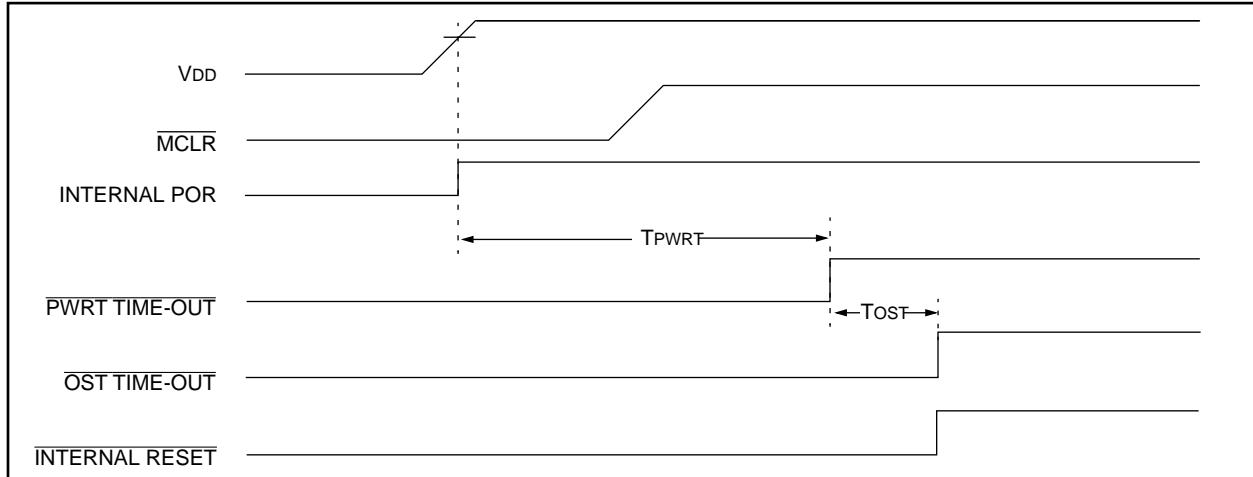 VDD
MCLR
INTERNAL POR
TPWRT
PWRT TIME-OUT
TOST
OST TIME-OUT
INTERNAL RESET